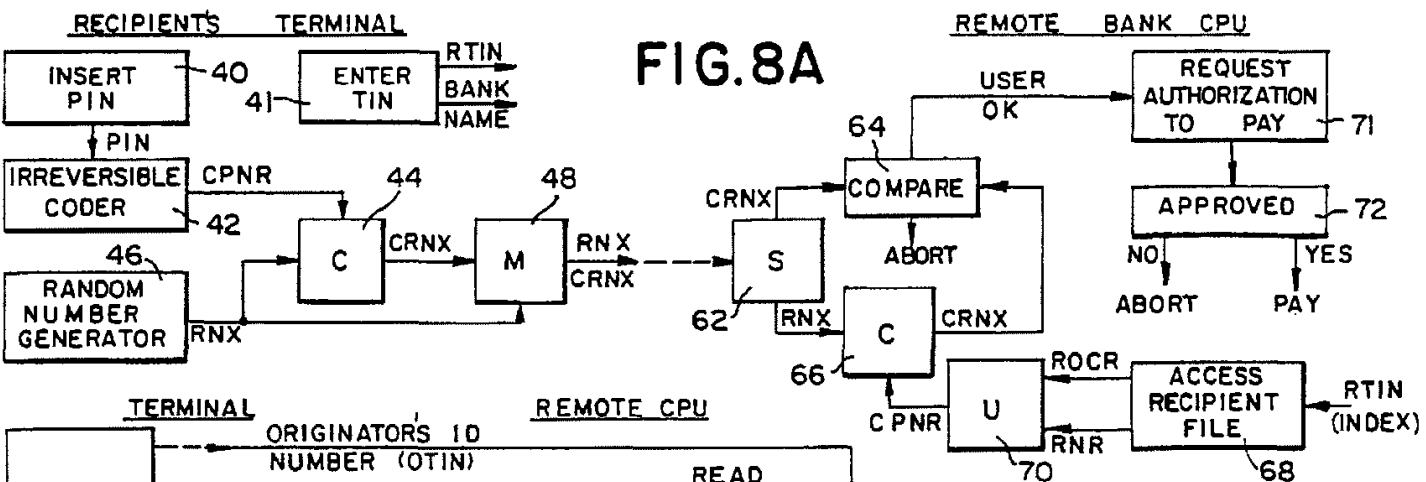 RECIPIENT'S TERMINAL
FIG.8A
REMOTE BANK CPU
INSERT PIN
40
ENTER TIN
41
RTIN
BANK NAME
PIN
IRREVERSIBLE CODER
42
CPNR
44
C
CRNX
48
M
RNX
CRNX
46
RANDOM NUMBER GENERATOR
RNX
S
62
CRNX
RNX
64
COMPARE
ABORT
USER OK
REQUEST AUTHORIZATION TO PAY
71
APPROVED
72
NO
YES
ABORT
PAY
C
66
CRNX
CPNR
U
70
ROCR
RNR
ACCESS RECIPIENT FILE
68
RTIN (INDEX)
TERMINAL
REMOTE CPU
ORIGINATOR'S ID NUMBER (OTIN)
READ